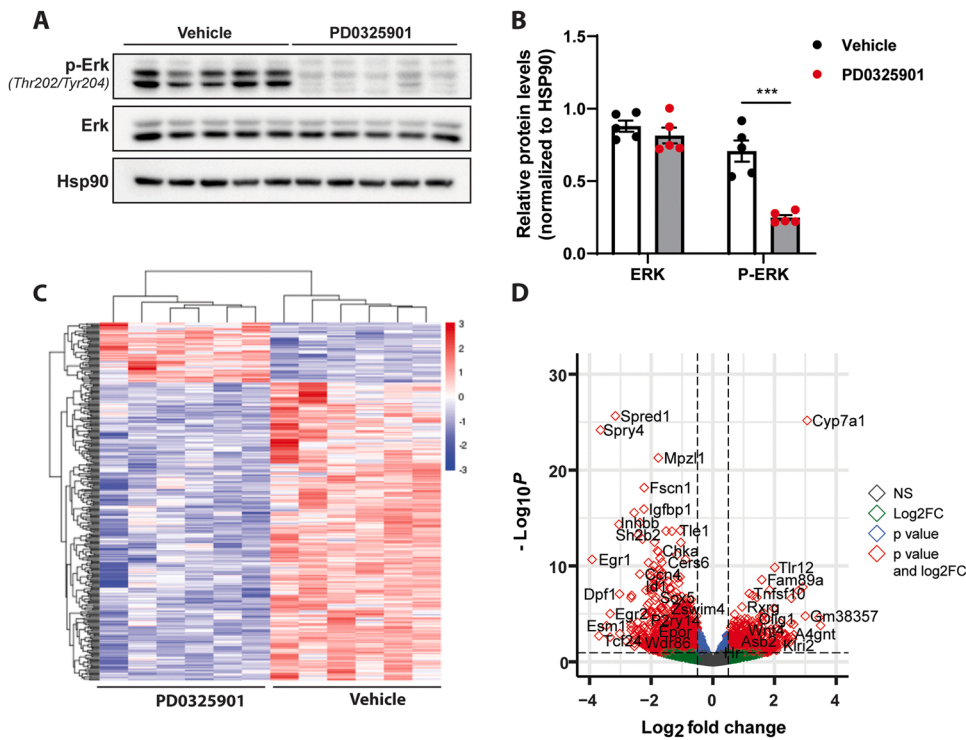 A
Vehicle
PD0325901
p-Erk
(Thr202/Tyr204)
Erk
Hsp90
B
Relative protein levels
(normalized to HSP90)
1.5
1.0
0.5
0.0
***
ERK
P-ERK
Vehicle
PD0325901
C
3
2
1
0
-1
-2
-3
PD0325901
Vehicle
D
- Log10P
30
20
10
0
Spred1
Spry4
Cyp7a1
Mpzl1
Fscn1
Igfbp1
Inhbb
Tle1
Sh2b2
Chka
Egr1
Cers6
Tlr12
Ccn4
Fam89a
Id1
Dpf1
Tnfsf10
Sox5
Rxrg
Zswim4
Egr2
Gm38357
P2ry14
Olig1
Esm1
Wnt4
Epor
A4gnt
Tcf24
Asb2
Wdr86
Klri2
Hr
−4
−2
0
2
4
Log2 fold change
NS
Log2FC
p value
p value
and log2FC